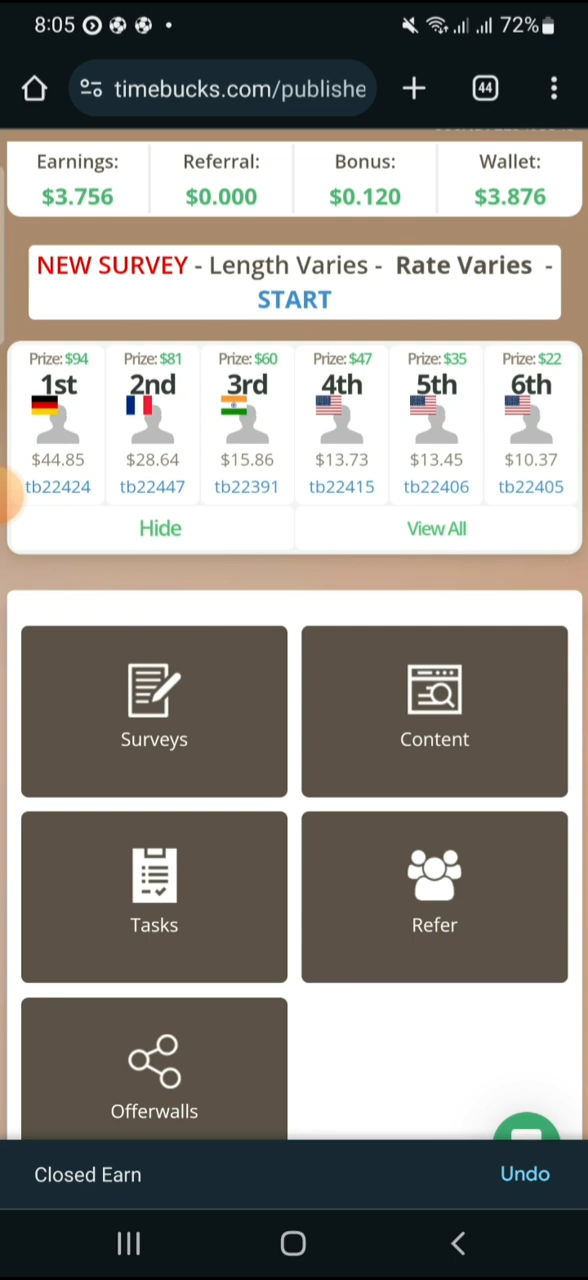 8:05
72%
timebucks.com/publishe
44
Earnings: Referral: Bonus: Wallet:
$3.756 $0.000 $0.120 $3.876
NEW SURVEY - Length Varies - Rate Varies -
START
Prize: $94 Prize: $81 Prize: $60 Prize: $47 Prize: $35 Prize: $22
1st 2nd 3rd 4th 5th 6th
$44.85 $28.64 $15.86 $13.73 $13.45 $10.37
tb22424 tb22447 tb22391 tb22415 tb22406 tb22405
Hide View All
Surveys Content
Tasks Refer
Offerwalls
Closed Earn Undo